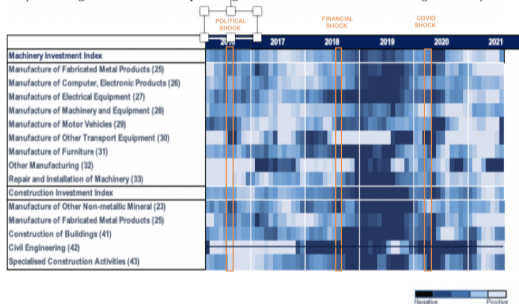 POLITICAL
SHOCK
FINANCIAL
SHOCK
COVID
SHOCK
2016 2017 2018 2019 2020 2021
Machinery Investment Index
Manufacture of Fabricated Metal Products (25)
Manufacture of Computer, Electronic Products (26)
Manufacture of Electrical Equipment (27)
Manufacture of Machinery and Equipment (28)
Manufacture of Motor Vehicles (29)
Manufacture of Other Transport Equipment (30)
Manufacture of Furniture (31)
Other Manufacturing (32)
Repair and Installation of Machinery (33)
Construction Investment Index
Manufacture of Other Non-metallic Mineral (23)
Manufacture of Fabricated Metal Products (25)
Construction of Buildings (41)
Civil Engineering (42)
Specialised Construction Activities (43)
Negative Positive